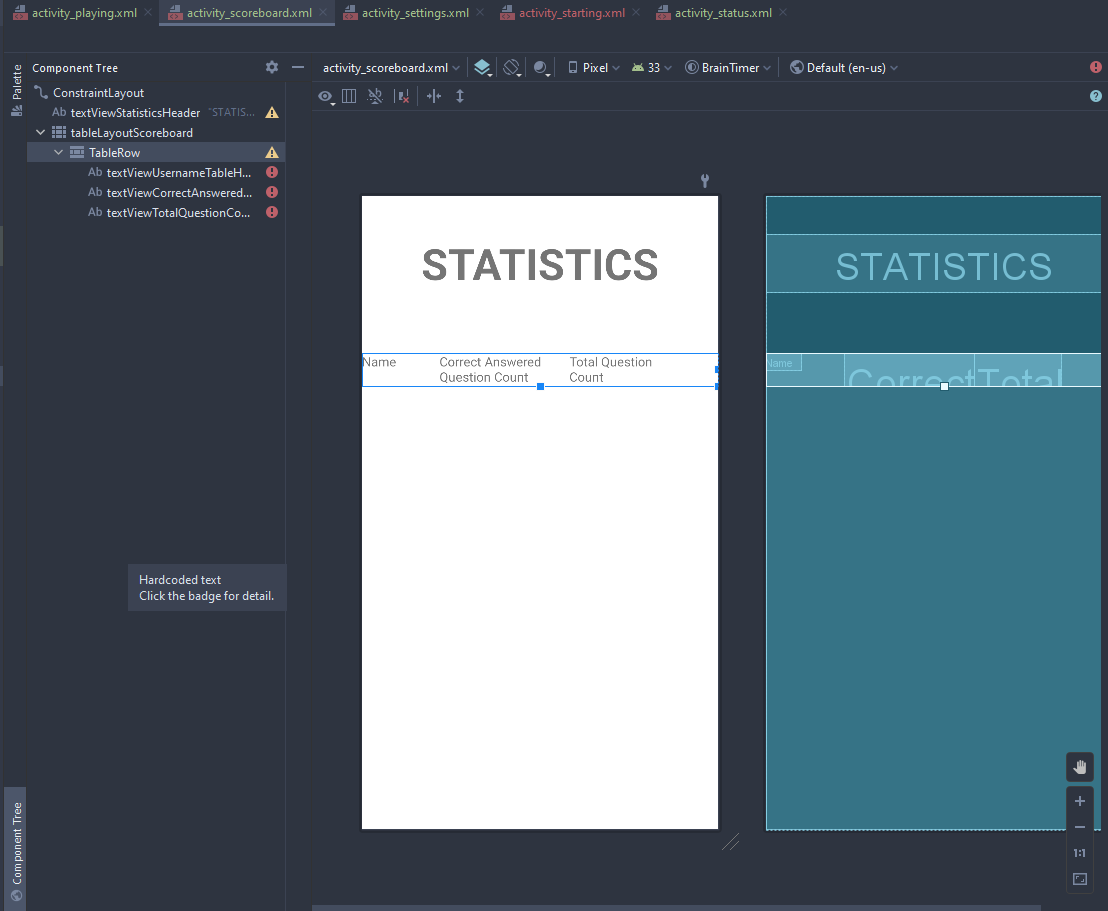 activity_playing.xml activity_scoreboard.xml activity_settings.xml activity_starting.xml activity_status.xml
Palette
Component Tree
activity_scoreboard.xml Pixel 33 BrainTimer Default (en-us)
ConstraintLayout
Ab textViewStatisticsHeader "STATIS...
tableLayoutScoreboard
TableRow
Ab textViewUsernameTableH...
Ab textViewCorrectAnswered...
Ab textViewTotalQuestionCo...
STATISTICS
Name
Correct Answered
Question Count
Total Question
Count
STATISTICS
Name
Correct
Total
Hardcoded text
Click the badge for detail.
Component Tree
1:1